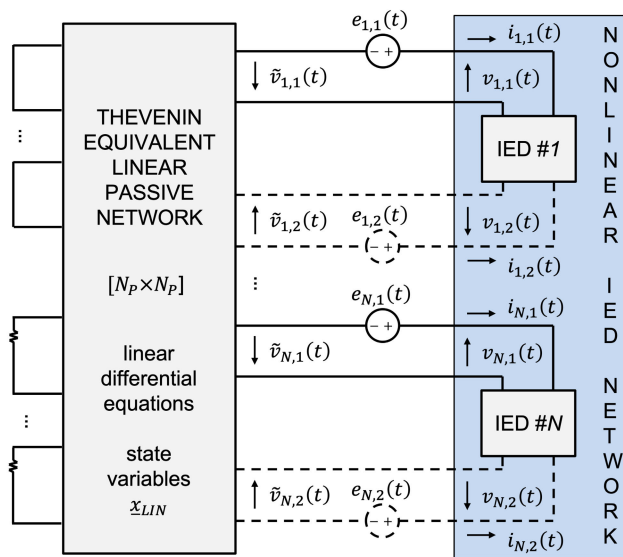 THEVENIN
EQUIVALENT
LINEAR
PASSIVE
NETWORK
[N_P×N_P]
linear
differential
equations
state
variables
x_LIN
...
...
e_{1,1}(t)
- +
i_{1,1}(t)
ṽ_{1,1}(t)
v_{1,1}(t)
IED #1
ṽ_{1,2}(t)
e_{1,2}(t)
- +
v_{1,2}(t)
i_{1,2}(t)
...
e_{N,1}(t)
- +
i_{N,1}(t)
ṽ_{N,1}(t)
v_{N,1}(t)
IED #N
ṽ_{N,2}(t)
e_{N,2}(t)
- +
v_{N,2}(t)
i_{N,2}(t)
NONLINEAR IED NETWORK